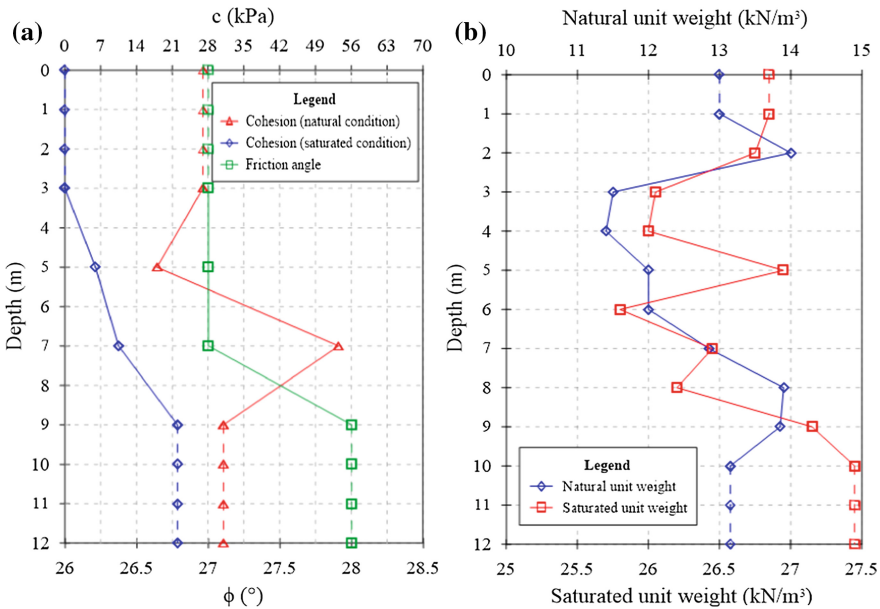 (a)
c (kPa)
0 7 14 21 28 35 42 49 56 63 70
0
1
2
3
4
5
6
7
8
9
10
11
12
Depth (m)
Legend
Cohesion (natural condition)
Cohesion (saturated condition)
Friction angle
26 26.5 27 27.5 28 28.5
ϕ (°)
(b)
Natural unit weight (kN/m³)
10 11 12 13 14 15
0
1
2
3
4
5
6
7
8
9
10
11
12
Depth (m)
Legend
Natural unit weight
Saturated unit weight
25 25.5 26 26.5 27 27.5
Saturated unit weight (kN/m³)